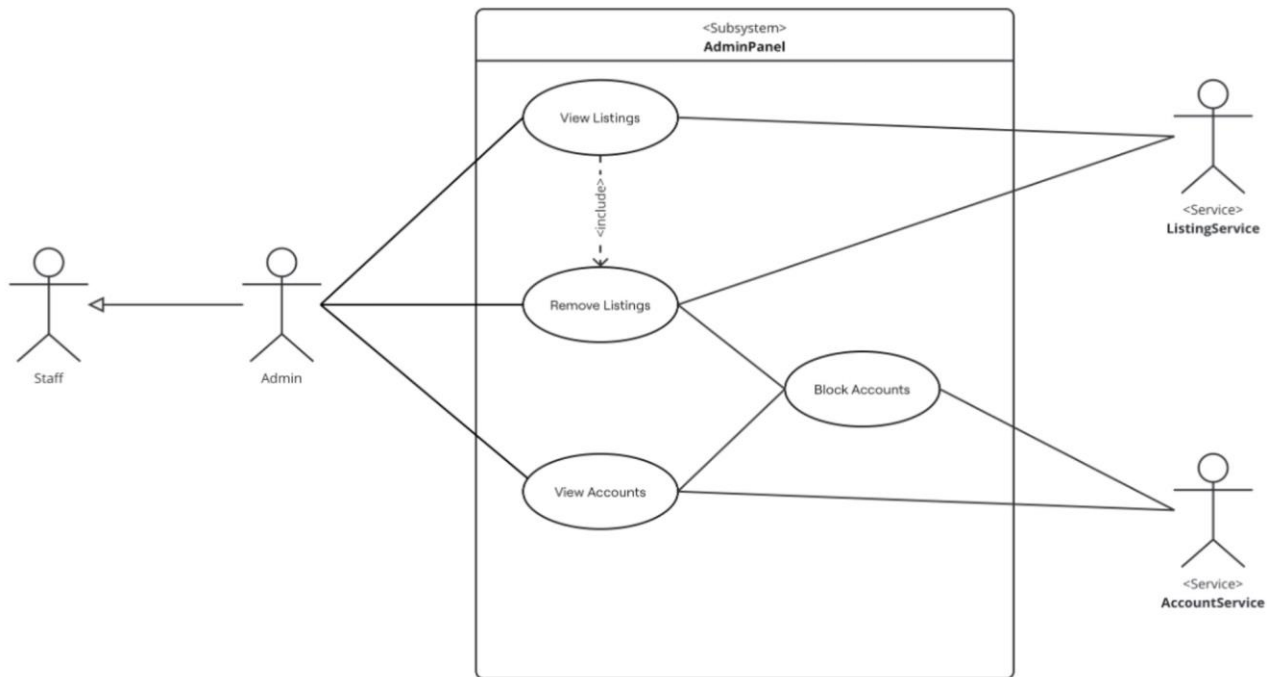 <Subsystem>
AdminPanel
View Listings
<include>
Remove Listings
Block Accounts
View Accounts
Staff
Admin
<Service>
ListingService
<Service>
AccountService